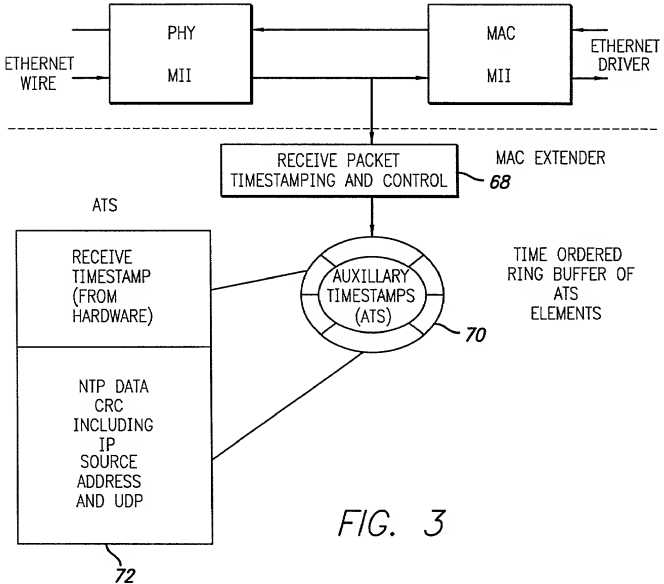 PHY
MII
MAC
MII
ETHERNET
WIRE
ETHERNET
DRIVER
RECEIVE PACKET
TIMESTAMPING AND CONTROL
68
MAC EXTENDER
ATS
RECEIVE
TIMESTAMP
(FROM
HARDWARE)
AUXILLARY
TIMESTAMPS
(ATS)
70
TIME ORDERED
RING BUFFER OF
ATS
ELEMENTS
NTP DATA
CRC
INCLUDING
IP
SOURCE
ADDRESS
AND UDP
72
FIG. 3